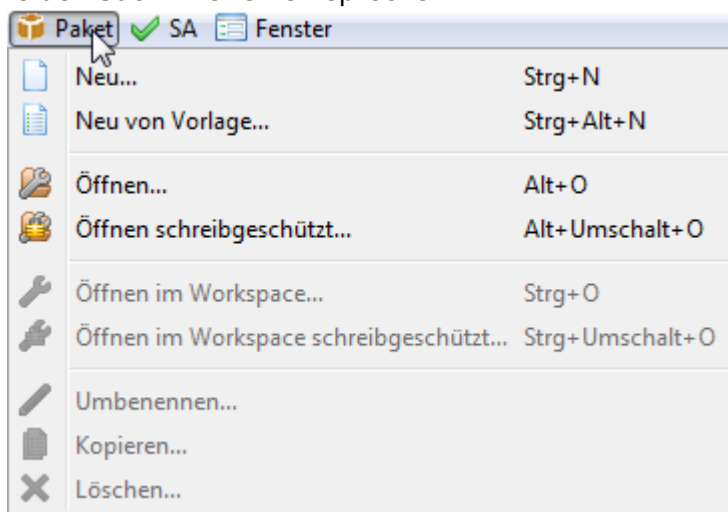 Paket SA Fenster
Neu... Strg+N
Neu von Vorlage... Strg+Alt+N
Öffnen... Alt+O
Öffnen schreibgeschützt... Alt+Umschalt+O
Öffnen im Workspace... Strg+O
Öffnen im Workspace schreibgeschützt... Strg+Umschalt+O
Umbenennen...
Kopieren...
Löschen...